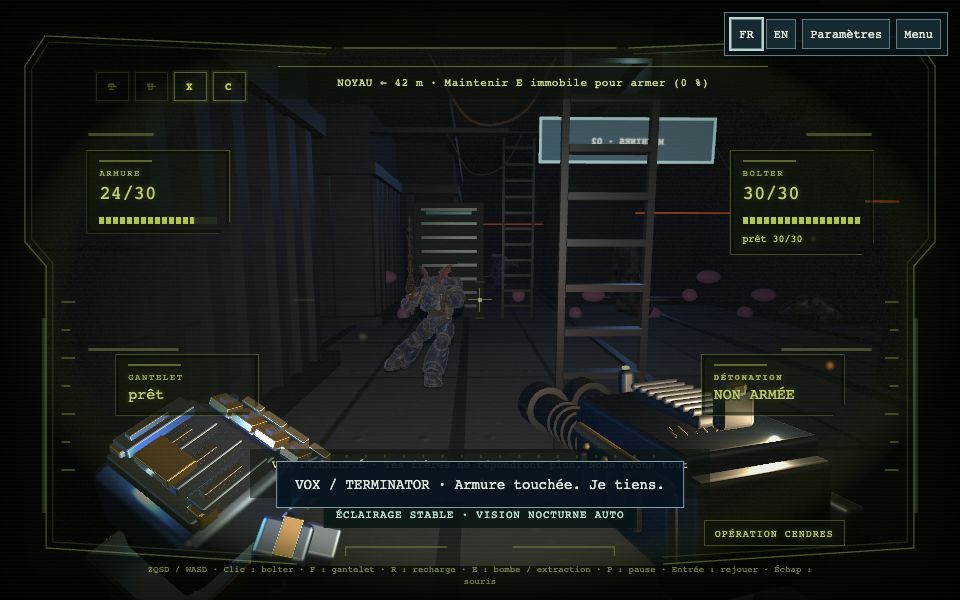 FR EN Paramètres Menu
X C
NOYAU ← 42 m · Maintenir E immobile pour armer (0 %)
ARMURE
24/30
BOLTER
30/30
prêt 30/30
GANTELET
prêt
DÉTONATION
NON ARMÉE
VOX / TERMINATOR · Armure touchée. Je tiens.
ÉCLAIRAGE STABLE · VISION NOCTURNE AUTO
OPÉRATION CENDRES
ZQSD / WASD · Clic : bolter · F : gantelet · R : recharge · E : bombe / extraction · P : pause · Entrée : rejouer · Échap :
souris